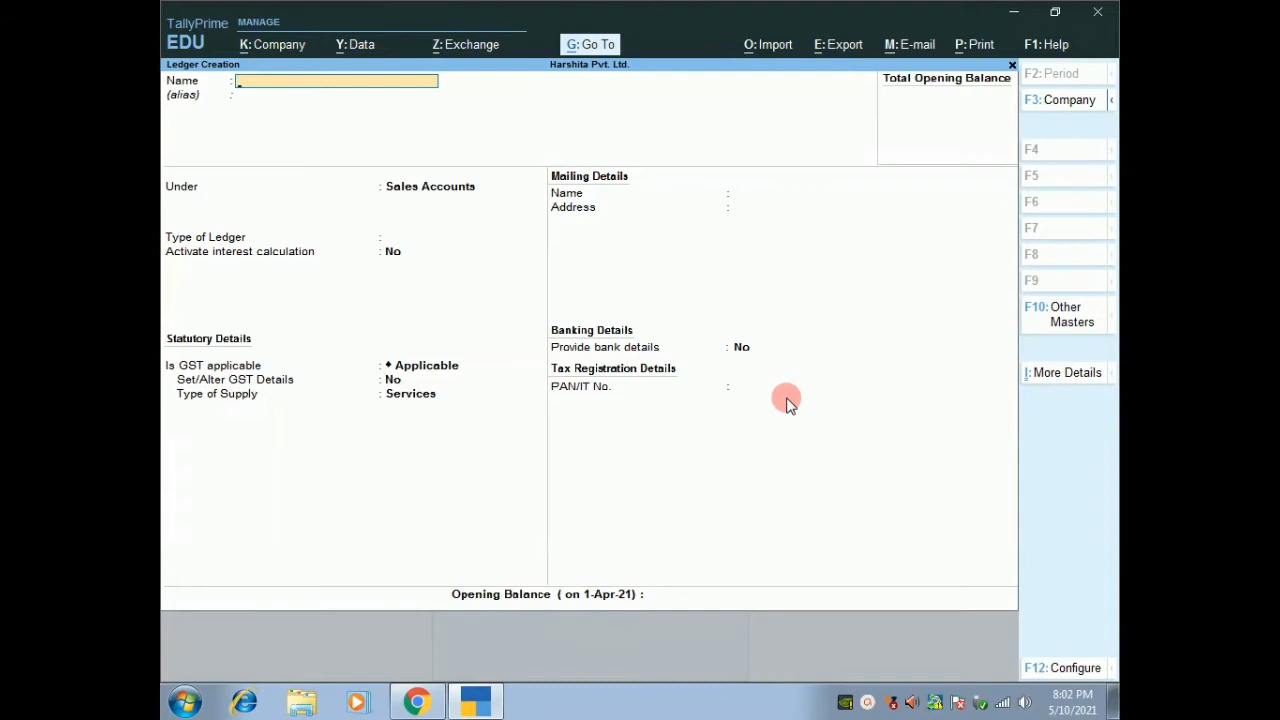 TallyPrime MANAGE
EDU K: Company Y: Data Z: Exchange G: Go To O: Import E: Export M: E-mail P: Print F1: Help
Ledger Creation Harshita Pvt. Ltd. ×
Name :
(alias) :
Total Opening Balance
Under : Sales Accounts
Type of Ledger :
Activate interest calculation : No
Statutory Details
Is GST applicable : ♦ Applicable
Set/Alter GST Details : No
Type of Supply : Services
Mailing Details
Name :
Address :
Banking Details
Provide bank details : No
Tax Registration Details
PAN/IT No. :
Opening Balance ( on 1-Apr-21) :
F2: Period
F3: Company
F4
F5
F6
F7
F8
F9
F10: Other
Masters
I: More Details
F12: Configure
8:02 PM
5/10/2021